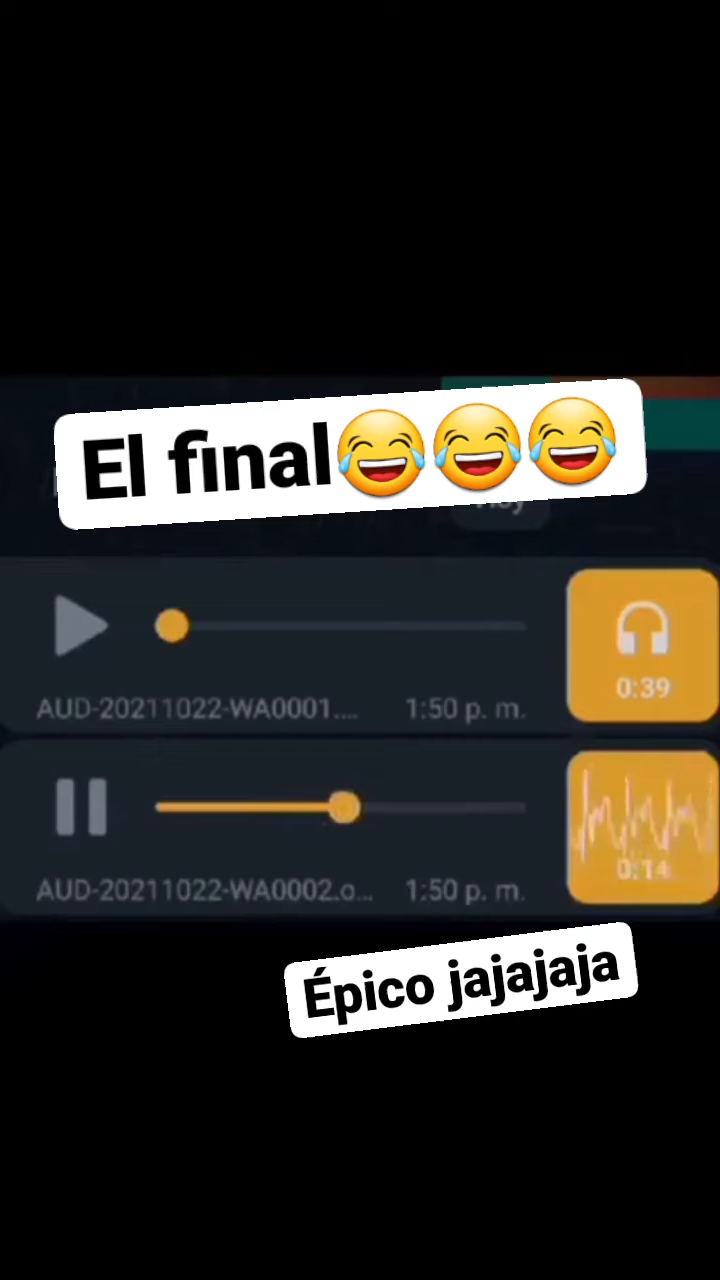 El final😂😂😂
0:39
AUD-20211022-WA0001.... 1:50 p. m.
0:14
AUD-20211022-WA0002.o... 1:50 p. m.
Épico jajajaja